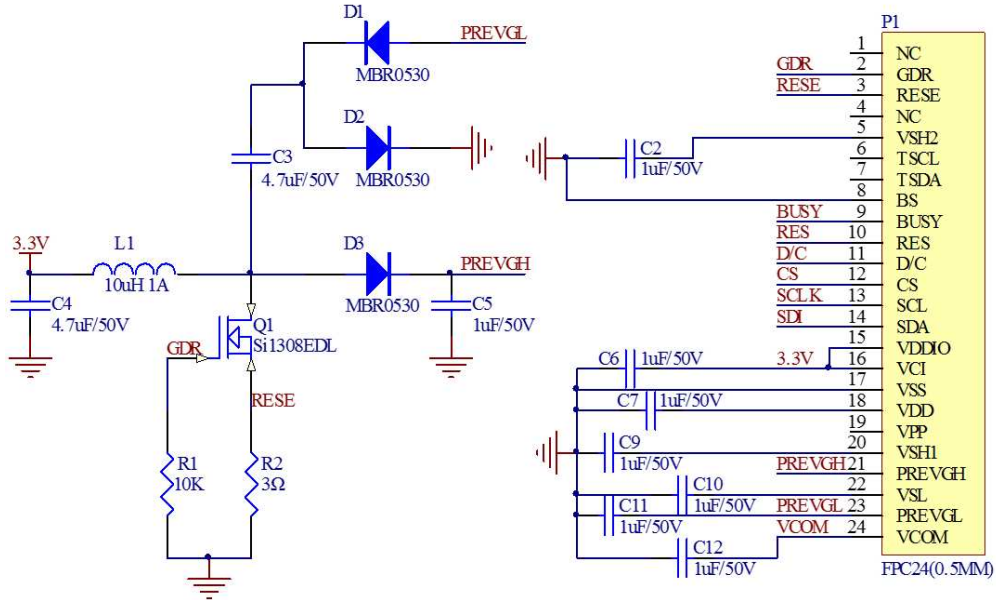 D1
PREVGL
MBR0530
D2
MBR0530
C3
4.7uF/50V
3.3V
L1
10uH 1A
D3
PREVGH
MBR0530
C4
4.7uF/50V
C5
1uF/50V
Q1
Si1308EDL
GDR
RESE
R1
10K
R2
3Ω
P1
1 NC
GDR 2 GDR
RESE 3 RESE
4 NC
5 VSH2
C2
1uF/50V
6 TSCL
7 TSDA
8 BS
BUSY 9 BUSY
RES 10 RES
D/C 11 D/C
CS 12 CS
SCLK 13 SCL
SDI 14 SDA
15 VDDIO
C6 1uF/50V 3.3V 16 VCI
17 VSS
C7 1uF/50V 18 VDD
19 VPP
C9 20 VSH1
1uF/50V
PREVGH 21 PREVGH
C10 22 VSL
1uF/50V
C11 PREVGL 23 PREVGL
1uF/50V
VCOM 24 VCOM
C12
1uF/50V
FPC24(0.5MM)